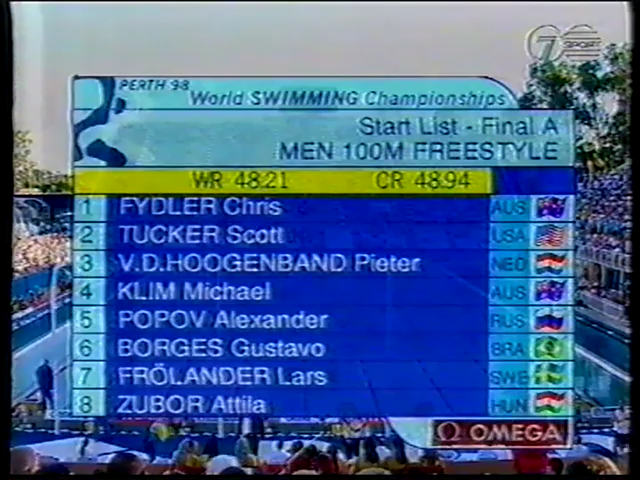 7 SPORT
PERTH 98
World SWIMMING Championships
Start List - Final A
MEN 100M FREESTYLE
WR 48.21 CR 48.94
1 FYDLER Chris AUS
2 TUCKER Scott USA
3 V.D.HOOGENBAND Pieter NED
4 KLIM Michael AUS
5 POPOV Alexander RUS
6 BORGES Gustavo BRA
7 FRÖLANDER Lars SWE
8 ZUBOR Attila HUN
Ω OMEGA